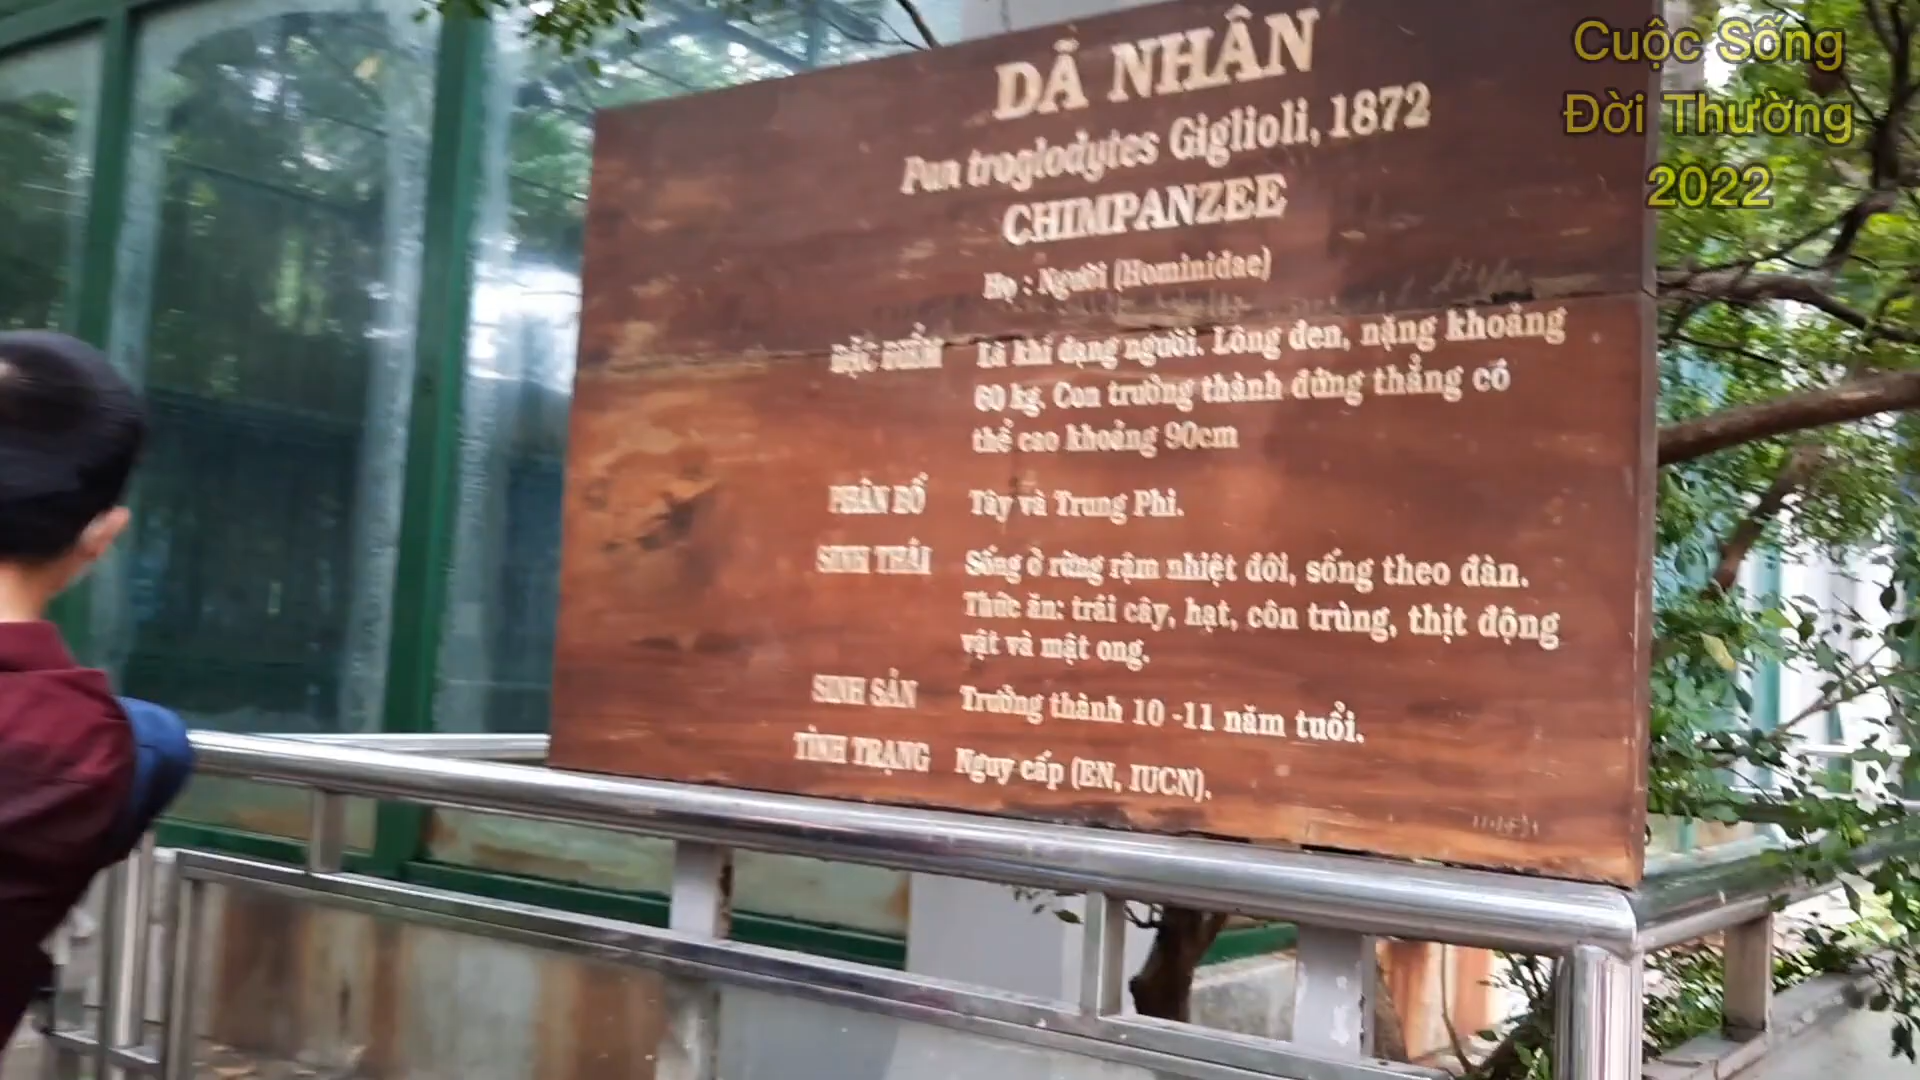 DÃ NHÂN
Pan troglodytes Giglioli, 1872
CHIMPANZEE
Họ : Người (Hominidae)
ĐẶC ĐIỂM Là khỉ dạng người. Lông đen, nặng khoảng
60 kg. Con trưởng thành đứng thẳng có
thể cao khoảng 90cm
PHÂN BỐ Tây và Trung Phi.
SINH THÁI Sống ở rừng rậm nhiệt đới, sống theo đàn.
Thức ăn: trái cây, hạt, côn trùng, thịt động
vật và mật ong.
SINH SẢN Trưởng thành 10 -11 năm tuổi.
TÌNH TRẠNG Nguy cấp (EN, IUCN).
Cuộc Sống
Đời Thường
2022